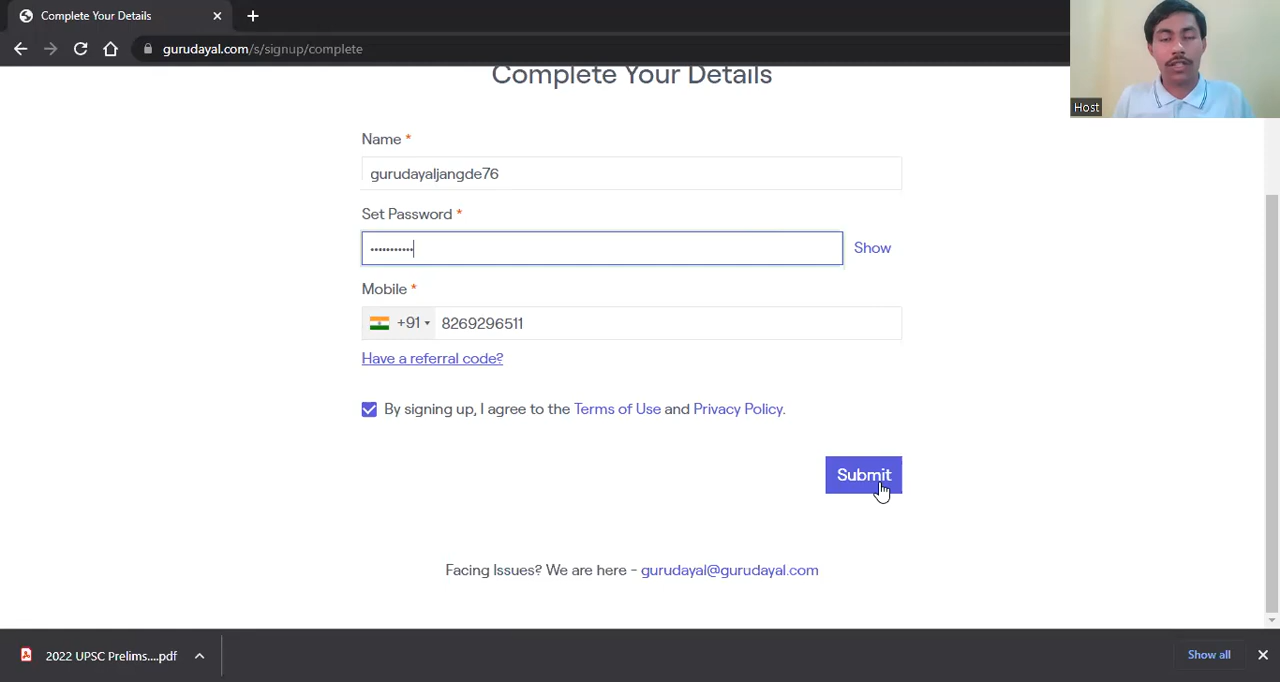 Complete Your Details
gurudayal.com/s/signup/complete
Host
Complete Your Details
Name *
gurudayaljangde76
Set Password *
•••••••••••
Show
Mobile *
+91 8269296511
Have a referral code?
By signing up, I agree to the Terms of Use and Privacy Policy.
Submit
Facing Issues? We are here - gurudayal@gurudayal.com
2022 UPSC Prelims....pdf
Show all